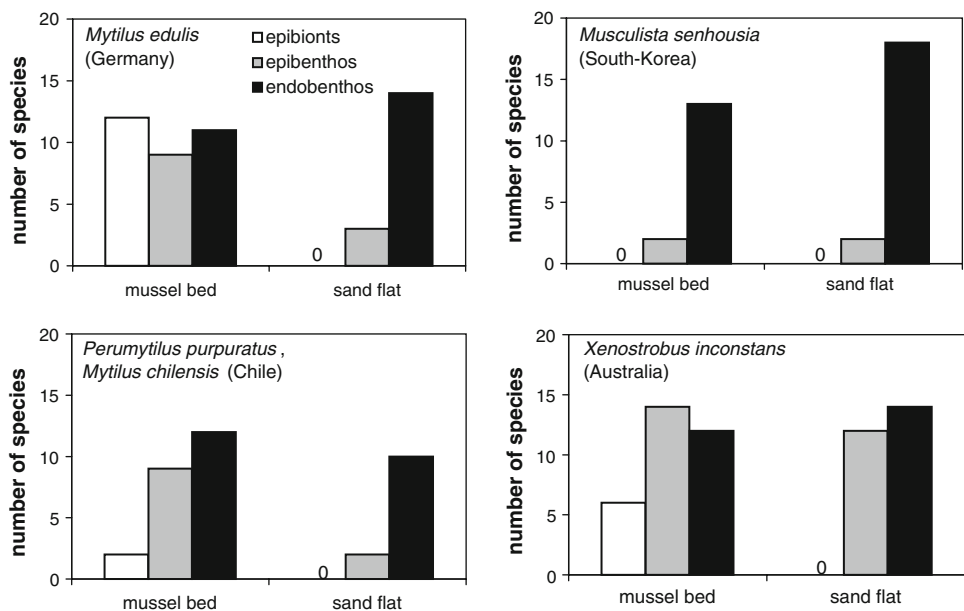 20
15
10
5
0
number of species
Mytilus edulis
(Germany)
epibionts
epibenthos
endobenthos
0
mussel bed
sand flat
20
15
10
5
0
number of species
Musculista senhousia
(South-Korea)
0
0
mussel bed
sand flat
20
15
10
5
0
number of species
Perumytilus purpuratus,
Mytilus chilensis (Chile)
0
mussel bed
sand flat
20
15
10
5
0
number of species
Xenostrobus inconstans
(Australia)
0
mussel bed
sand flat